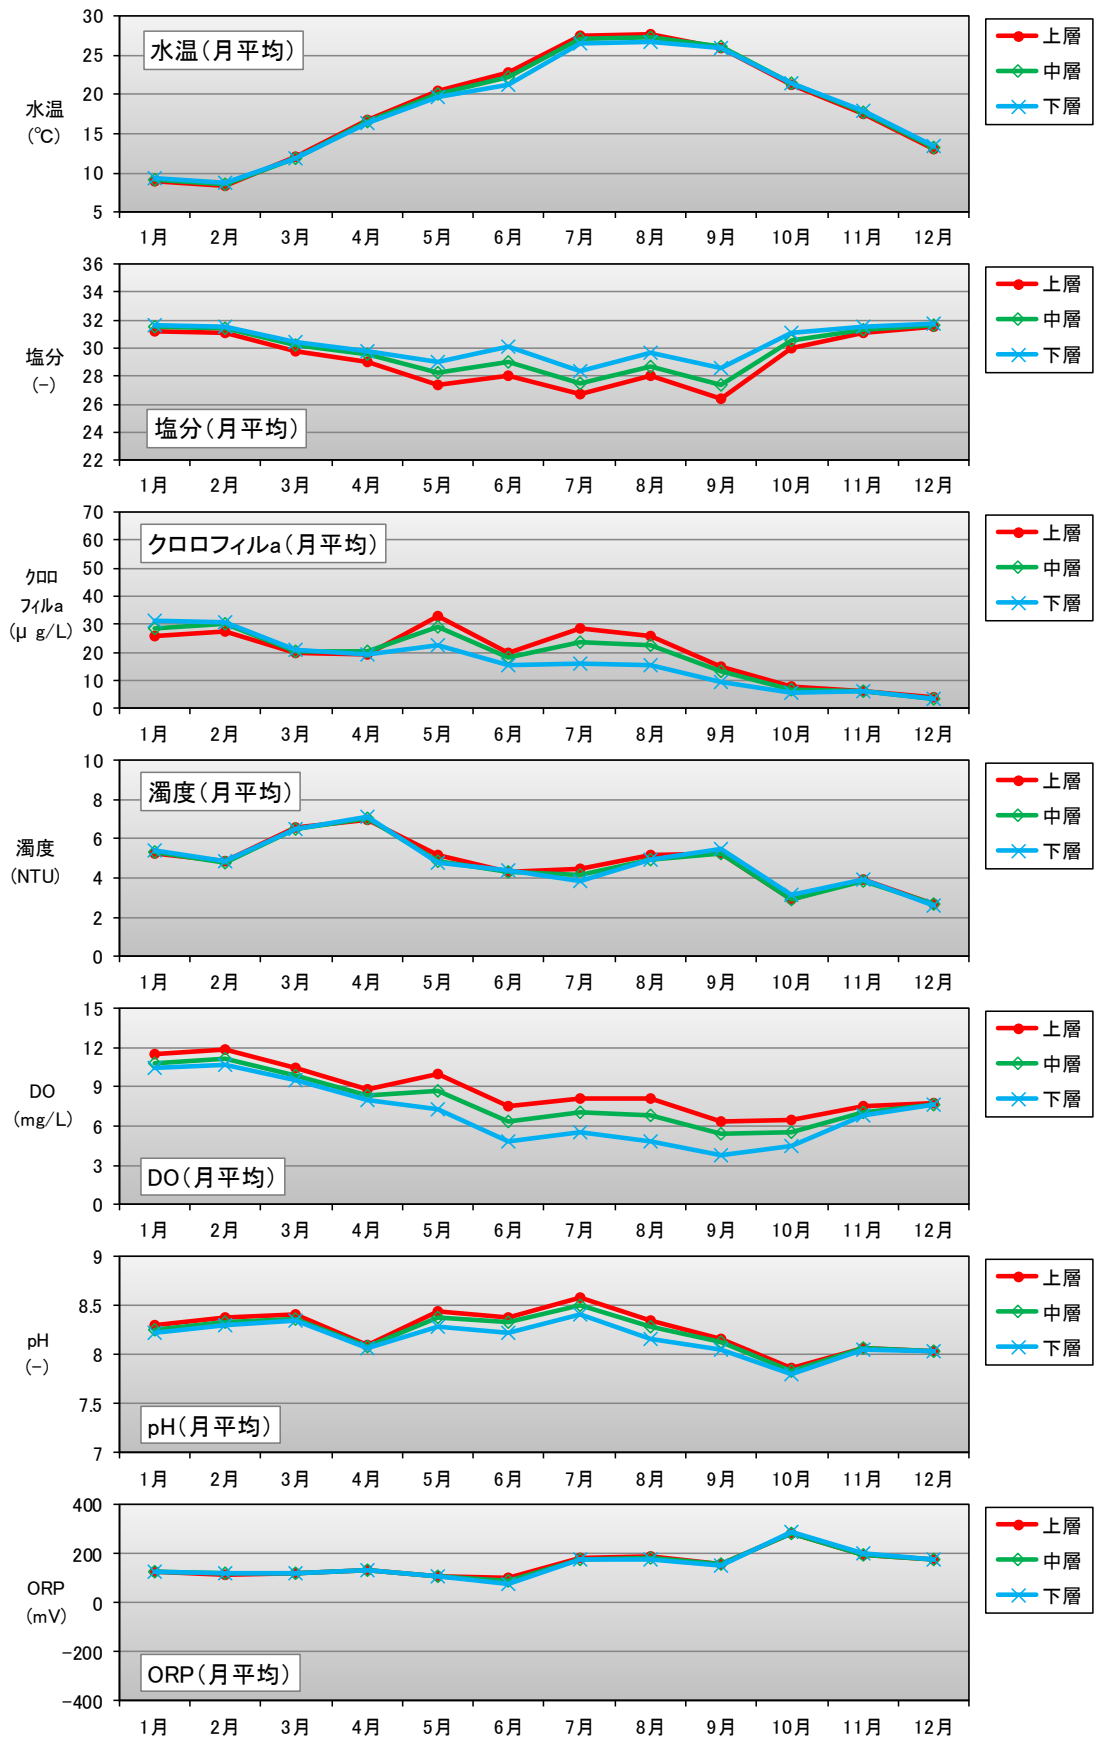 水温(月平均)
30
25
20
15
10
5
水温
(℃)
1月 2月 3月 4月 5月 6月 7月 8月 9月 10月 11月 12月
上層
中層
下層
36
34
32
30
28
26
24
22
塩分
(-)
塩分(月平均)
1月 2月 3月 4月 5月 6月 7月 8月 9月 10月 11月 12月
上層
中層
下層
クロロフィルa(月平均)
70
60
50
40
30
20
10
0
クロロ
フィルa
(μ g/L)
1月 2月 3月 4月 5月 6月 7月 8月 9月 10月 11月 12月
上層
中層
下層
濁度(月平均)
10
8
6
4
2
0
濁度
(NTU)
1月 2月 3月 4月 5月 6月 7月 8月 9月 10月 11月 12月
上層
中層
下層
15
12
9
6
3
0
DO
(mg/L)
DO(月平均)
1月 2月 3月 4月 5月 6月 7月 8月 9月 10月 11月 12月
上層
中層
下層
9
8.5
8
7.5
7
pH
(-)
pH(月平均)
1月 2月 3月 4月 5月 6月 7月 8月 9月 10月 11月 12月
上層
中層
下層
400
200
0
-200
-400
ORP
(mV)
ORP(月平均)
1月 2月 3月 4月 5月 6月 7月 8月 9月 10月 11月 12月
上層
中層
下層